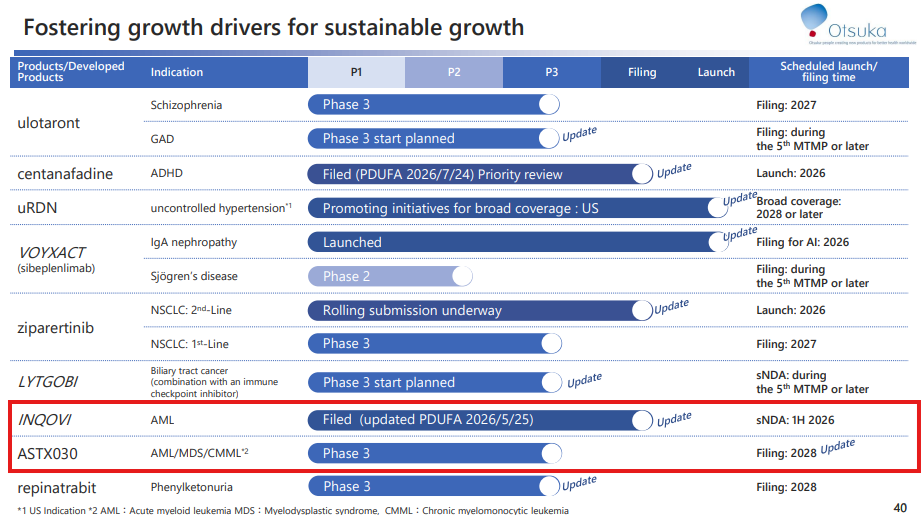 Fostering growth drivers for sustainable growth
Otsuka
Otsuka-people creating new products for better health worldwide
Products/Developed
Products
Indication
P1
P2
P3
Filing
Launch
Scheduled launch/
filing time
ulotaront
Schizophrenia
Phase 3
Filing: 2027
GAD
Phase 3 start planned
Update
Filing: during
the 5th MTMP or later
centanafadine
ADHD
Filed (PDUFA 2026/7/24) Priority review
Update
Launch: 2026
uRDN
uncontrolled hypertension*1
Promoting initiatives for broad coverage : US
Update
Broad coverage:
2028 or later
VOYXACT
(sibeplenlimab)
IgA nephropathy
Launched
Update
Filing for AI: 2026
Sjögren's disease
Phase 2
Filing: during
the 5th MTMP or later
ziparertinib
NSCLC: 2nd-Line
Rolling submission underway
Update
Launch: 2026
NSCLC: 1st-Line
Phase 3
Filing: 2027
LYTGOBI
Biliary tract cancer
(combination with an immune
checkpoint inhibitor)
Phase 3 start planned
Update
sNDA: during
the 5th MTMP or later
INQOVI
AML
Filed (updated PDUFA 2026/5/25)
Update
sNDA: 1H 2026
ASTX030
AML/MDS/CMML*2
Phase 3
Filing: 2028
Update
repinatrabit
Phenylketonuria
Phase 3
Update
Filing: 2028
*1 US Indication *2 AML：Acute myeloid leukemia MDS：Myelodysplastic syndrome, CMML：Chronic myelomonocytic leukemia
40